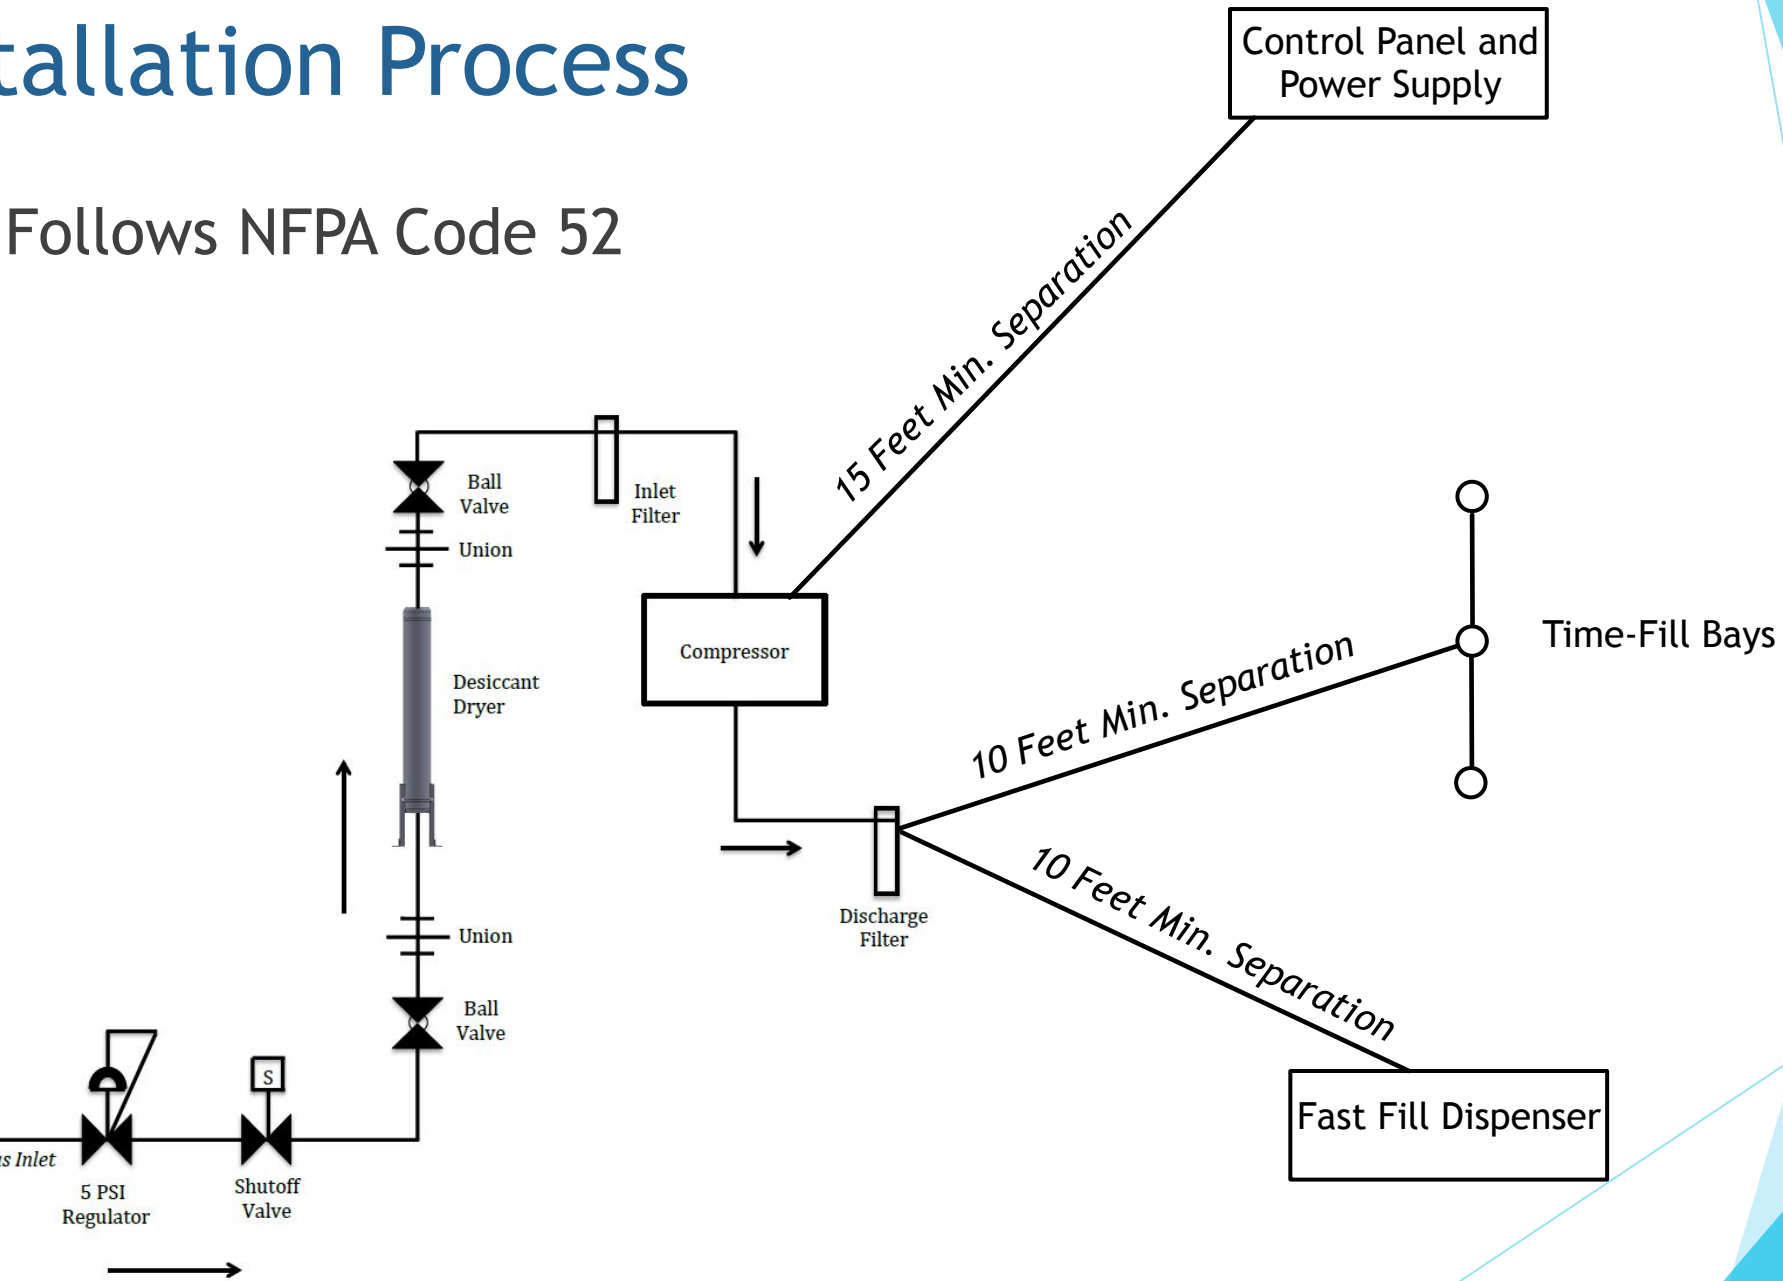 tallation Process
Follows NFPA Code 52
Control Panel and
Power Supply
15 Feet Min. Separation
Ball
Valve
Union
Inlet
Filter
Compressor
Desiccant
Dryer
10 Feet Min. Separation
Time-Fill Bays
10 Feet Min. Separation
Discharge
Filter
Union
Ball
Valve
S
s Inlet
5 PSI
Regulator
Shutoff
Valve
Fast Fill Dispenser